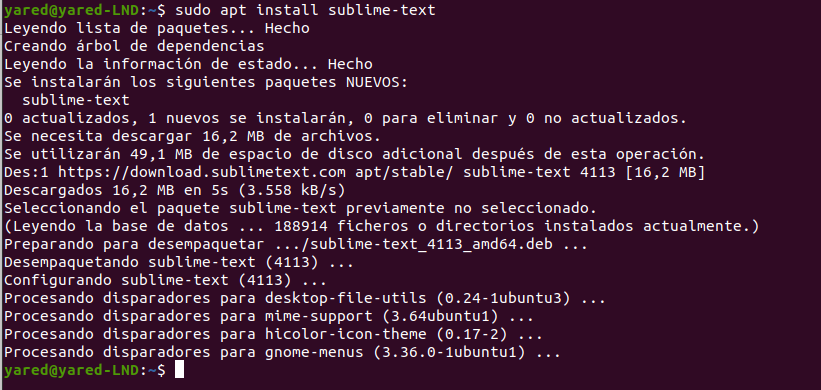 yared@yared-LND:~$ sudo apt install sublime-text
Leyendo lista de paquetes... Hecho
Creando árbol de dependencias
Leyendo la información de estado... Hecho
Se instalarán los siguientes paquetes NUEVOS:
  sublime-text
0 actualizados, 1 nuevos se instalarán, 0 para eliminar y 0 no actualizados.
Se necesita descargar 16,2 MB de archivos.
Se utilizarán 49,1 MB de espacio de disco adicional después de esta operación.
Des:1 https://download.sublimetext.com apt/stable/ sublime-text 4113 [16,2 MB]
Descargados 16,2 MB en 5s (3.558 kB/s)
Seleccionando el paquete sublime-text previamente no seleccionado.
(Leyendo la base de datos ... 188914 ficheros o directorios instalados actualmente.)
Preparando para desempaquetar .../sublime-text_4113_amd64.deb ...
Desempaquetando sublime-text (4113) ...
Configurando sublime-text (4113) ...
Procesando disparadores para desktop-file-utils (0.24-1ubuntu3) ...
Procesando disparadores para mime-support (3.64ubuntu1) ...
Procesando disparadores para hicolor-icon-theme (0.17-2) ...
Procesando disparadores para gnome-menus (3.36.0-1ubuntu1) ...
yared@yared-LND:~$